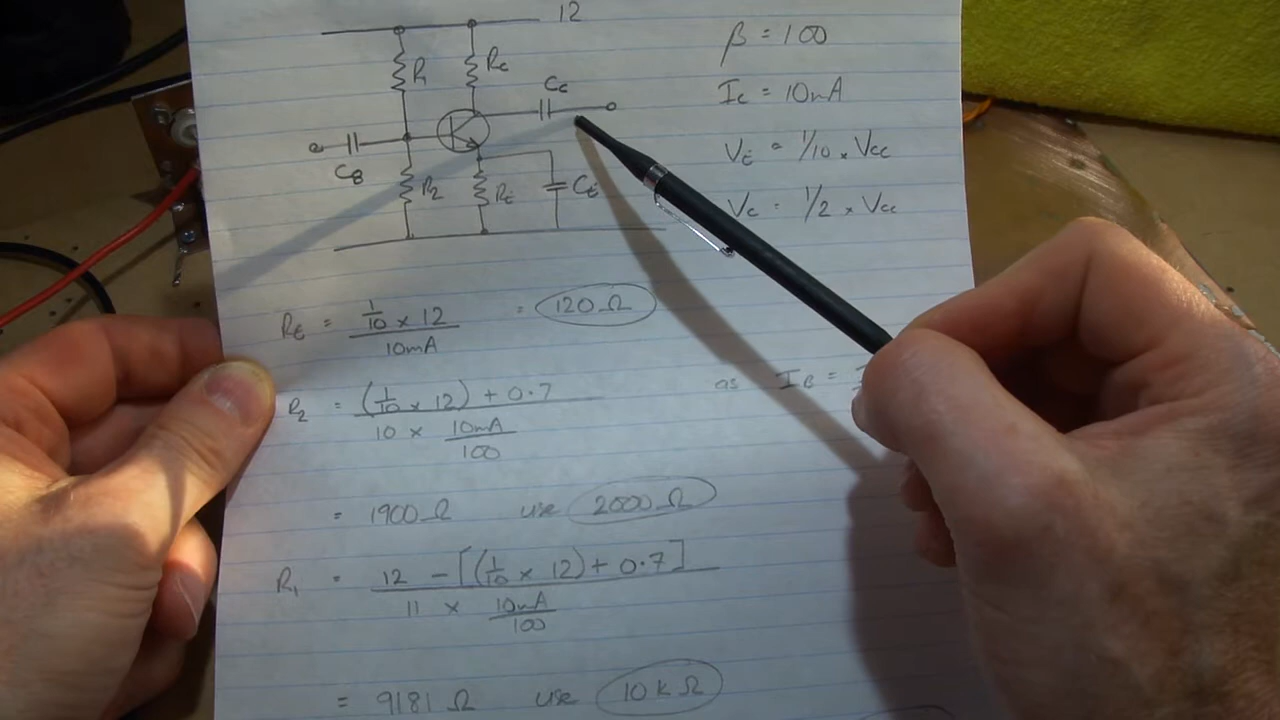 12
R1 Rc
Cc
CB
R2 RE CE
β = 100
Ic = 10mA
VE = 1/10 × Vcc
Vc = 1/2 × Vcc
RE = 1/10 × 12 / 10mA = 120Ω
R2 = (1/10 × 12) + 0.7 / 10 × 10mA/100
as IB =
= 1900Ω use 2000Ω
R1 = 12 - [(1/10 × 12) + 0.7] / 11 × 10mA/100
= 9181Ω use 10kΩ